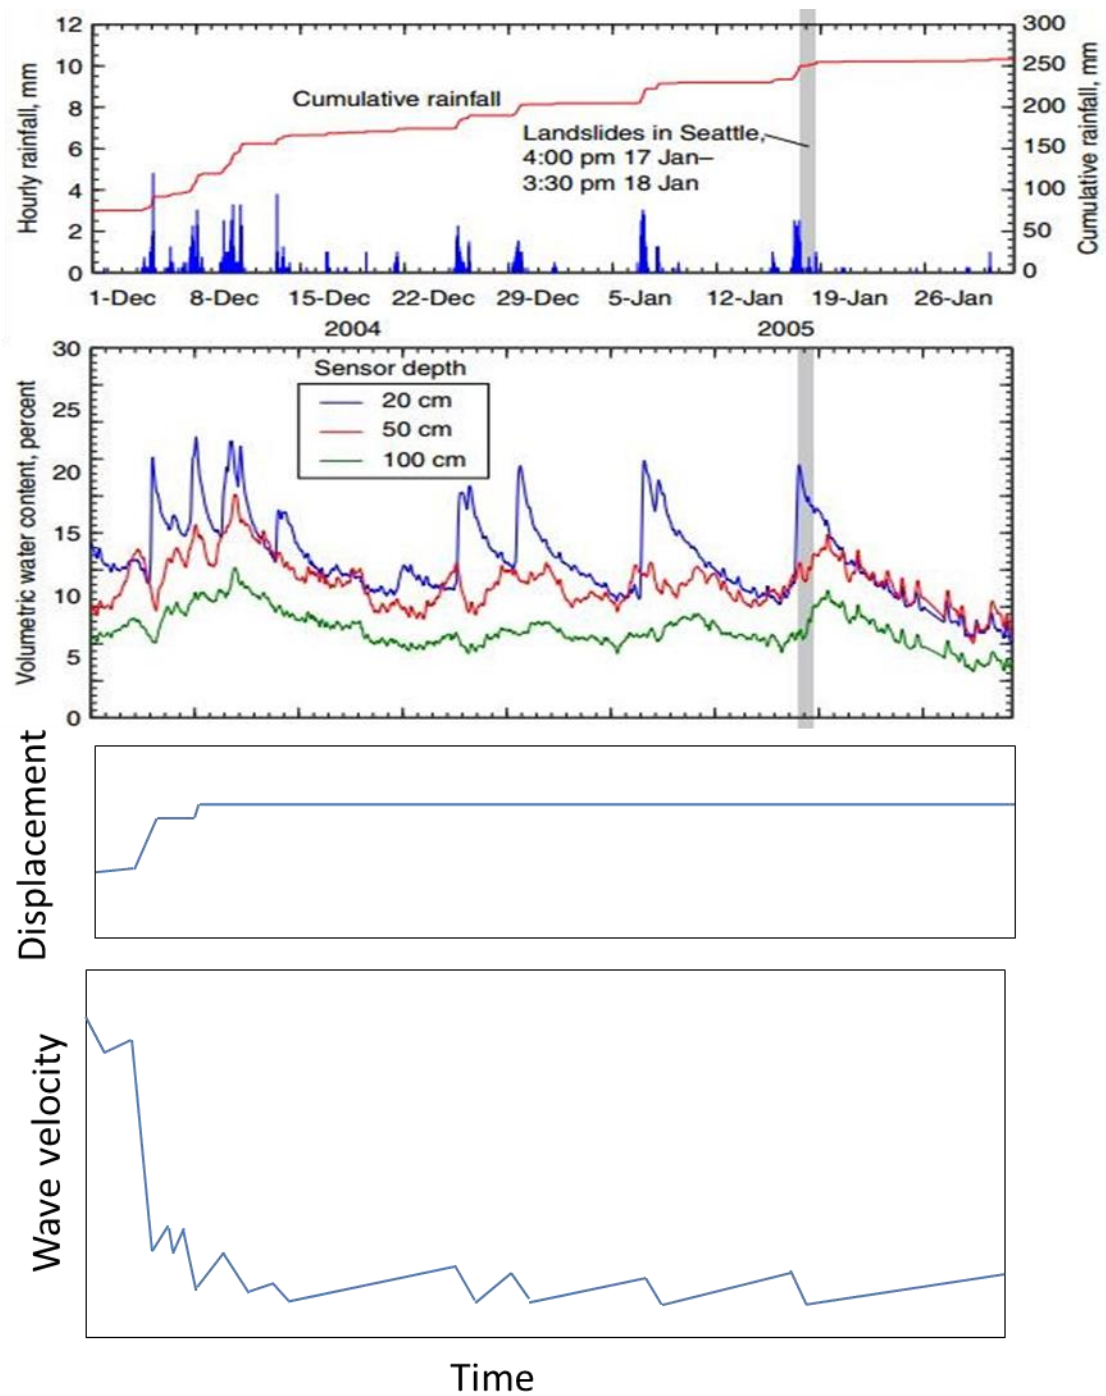 12
10
8
6
4
2
0
Hourly rainfall, mm
300
250
200
150
100
50
0
Cumulative rainfall, mm
Cumulative rainfall
Landslides in Seattle,
4:00 pm 17 Jan–
3:30 pm 18 Jan
1-Dec 8-Dec 15-Dec 22-Dec 29-Dec 5-Jan 12-Jan 19-Jan 26-Jan
2004 2005
30
25
20
15
10
5
0
Volumetric water content, percent
Sensor depth
20 cm
50 cm
100 cm
Displacement
Wave velocity
Time